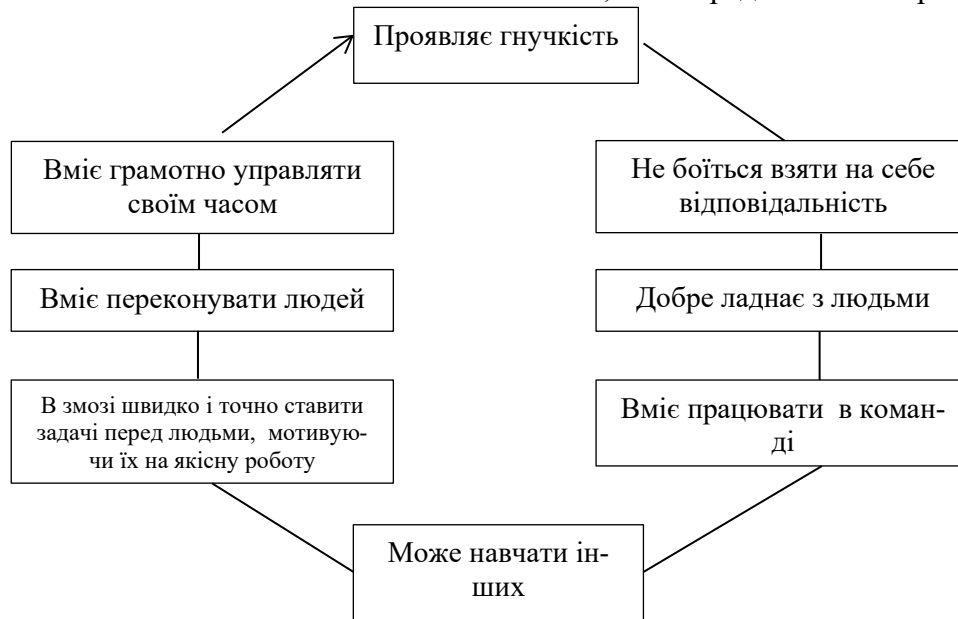 Проявляє гнучкість
Вміє грамотно управляти
своїм часом
Не боїться взяти на себе
відповідальність
Вміє переконувати людей
Добре ладнає з людьми
В змозі швидко і точно ставити
задачі перед людьми, мотивую-
чи їх на якісну роботу
Вміє працювати в коман-
ді
Може навчати ін-
ших